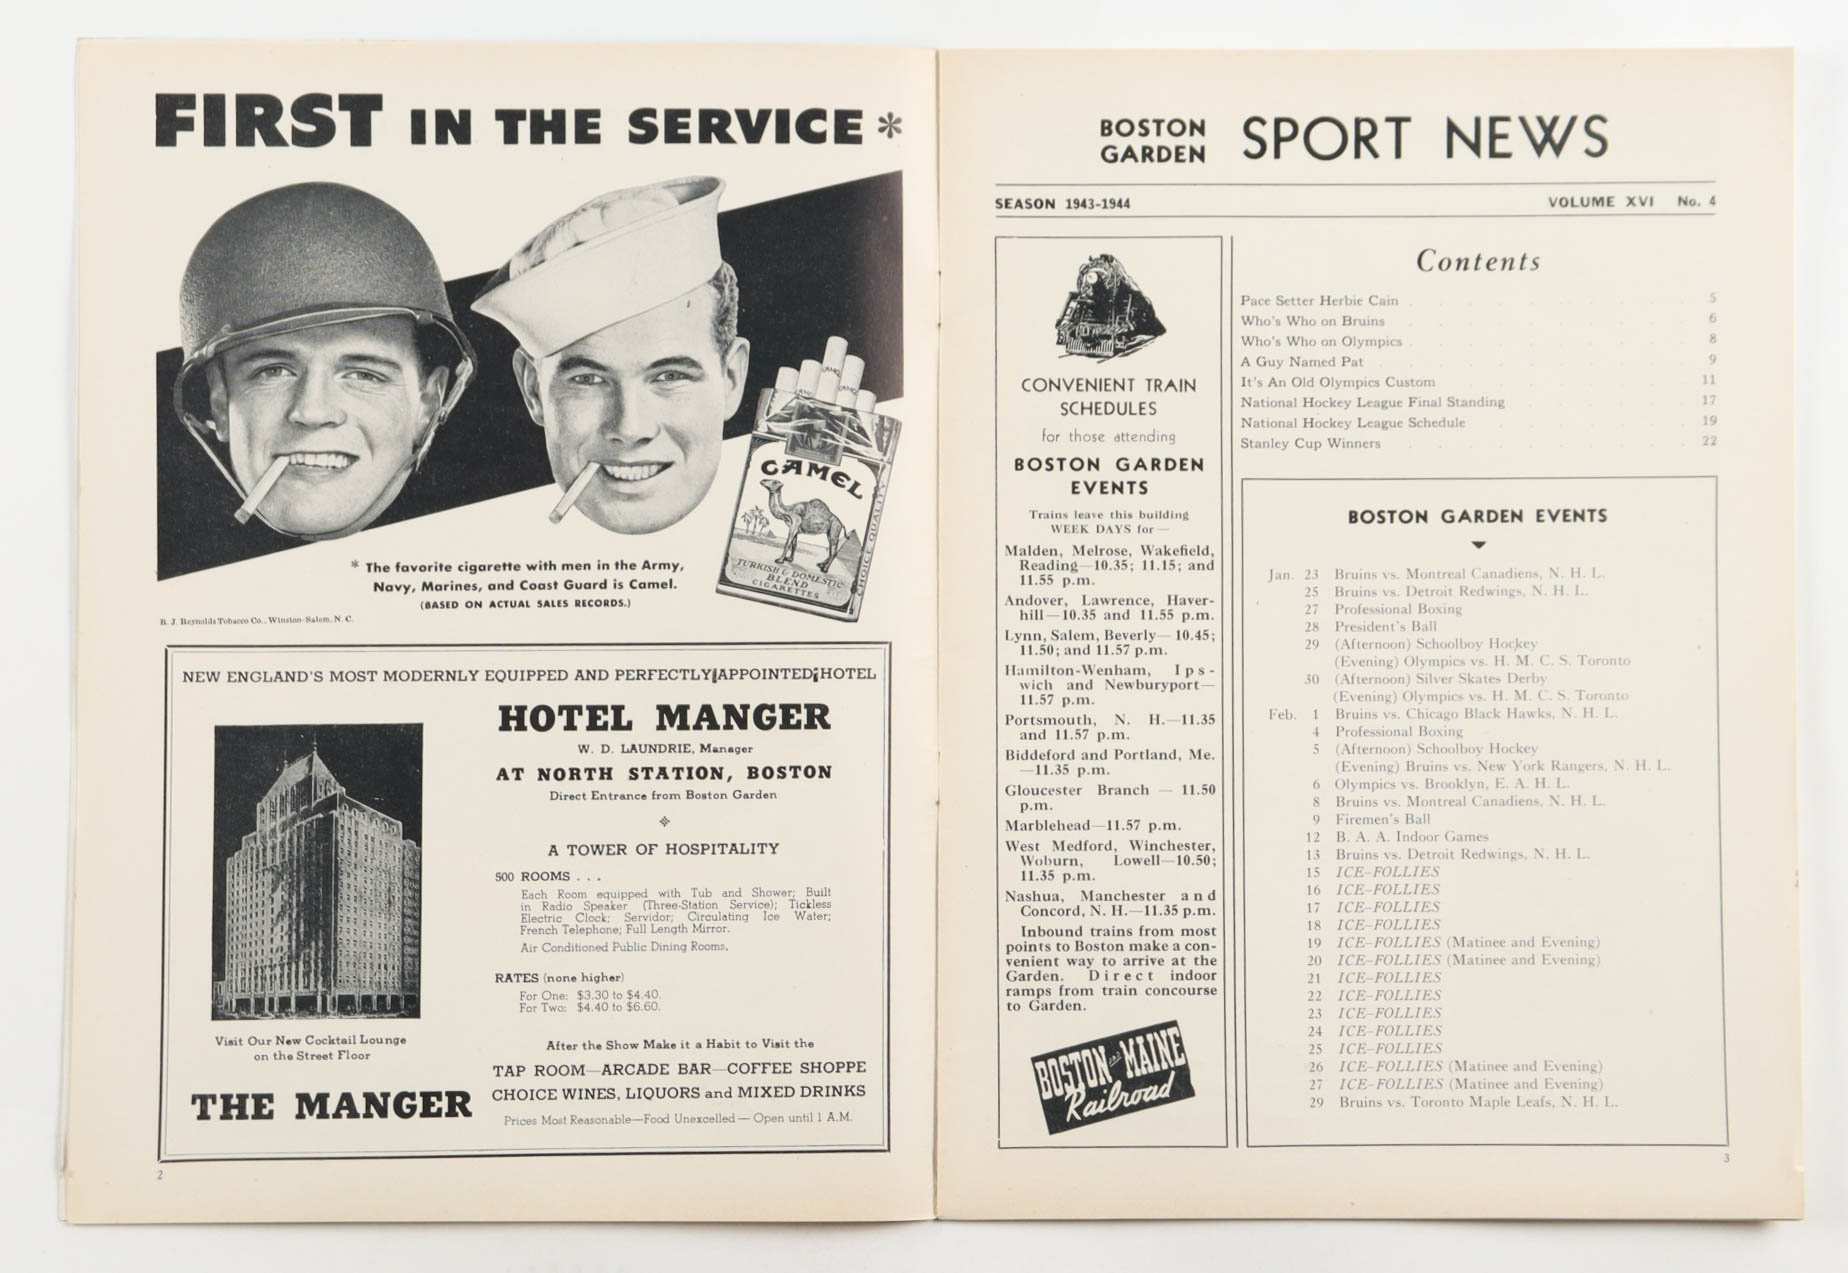 FIRST IN THE SERVICE *
CAMEL
TURKISH & DOMESTIC
BLEND
CIGARETTES
CHOICE QUALITY
* The favorite cigarette with men in the Army,
Navy, Marines, and Coast Guard is Camel.
(BASED ON ACTUAL SALES RECORDS.)
R. J. Reynolds Tobacco Co., Winston-Salem, N. C.
NEW ENGLAND'S MOST MODERNLY EQUIPPED AND PERFECTLY APPOINTED HOTEL
HOTEL MANGER
W. D. LAUNDRIE, Manager
AT NORTH STATION, BOSTON
Direct Entrance from Boston Garden
A TOWER OF HOSPITALITY
500 ROOMS . . .
Each Room equipped with Tub and Shower; Built
in Radio Speaker (Three-Station Service); Tickless
Electric Clock; Servidor; Circulating Ice Water;
French Telephone; Full Length Mirror.
Air Conditioned Public Dining Rooms.
RATES (none higher)
For One: $3.30 to $4.40.
For Two: $4.40 to $6.60.
Visit Our New Cocktail Lounge
on the Street Floor
THE MANGER
After the Show Make it a Habit to Visit the
TAP ROOM—ARCADE BAR—COFFEE SHOPPE
CHOICE WINES, LIQUORS and MIXED DRINKS
Prices Most Reasonable—Food Unexcelled — Open until 1 A.M.
2
BOSTON
GARDEN
SPORT NEWS
SEASON 1943-1944
VOLUME XVI No. 4
CONVENIENT TRAIN
SCHEDULES
for those attending
BOSTON GARDEN
EVENTS
Trains leave this building
WEEK DAYS for—
Malden, Melrose, Wakefield,
Reading—10.35; 11.15; and
11.55 p.m.
Andover, Lawrence, Haver-
hill—10.35 and 11.55 p.m.
Lynn, Salem, Beverly— 10.45;
11.50; and 11.57 p.m.
Hamilton-Wenham, Ips-
wich and Newburyport—
11.57 p.m.
Portsmouth, N. H.—11.35
and 11.57 p.m.
Biddeford and Portland, Me.
—11.35 p.m.
Gloucester Branch — 11.50
p.m.
Marblehead—11.57 p.m.
West Medford, Winchester,
Woburn, Lowell—10.50;
11.35 p.m.
Nashua, Manchester and
Concord, N. H.—11.35 p.m.
Inbound trains from most
points to Boston make a con-
venient way to arrive at the
Garden. Direct indoor
ramps from train concourse
to Garden.
BOSTON AND MAINE
Railroad
Contents
Pace Setter Herbie Cain 5
Who's Who on Bruins 6
Who's Who on Olympics 8
A Guy Named Pat 9
It's An Old Olympics Custom 11
National Hockey League Final Standing 17
National Hockey League Schedule 19
Stanley Cup Winners 22
BOSTON GARDEN EVENTS
Jan. 23 Bruins vs. Montreal Canadiens, N. H. L.
25 Bruins vs. Detroit Redwings, N. H. L.
27 Professional Boxing
28 President's Ball
29 (Afternoon) Schoolboy Hockey
(Evening) Olympics vs. H. M. C. S. Toronto
30 (Afternoon) Silver Skates Derby
(Evening) Olympics vs. H. M. C. S. Toronto
Feb. 1 Bruins vs. Chicago Black Hawks, N. H. L.
4 Professional Boxing
5 (Afternoon) Schoolboy Hockey
(Evening) Bruins vs. New York Rangers, N. H. L.
6 Olympics vs. Brooklyn, E. A. H. L.
8 Bruins vs. Montreal Canadiens, N. H. L.
9 Firemen's Ball
12 B. A. A. Indoor Games
13 Bruins vs. Detroit Redwings, N. H. L.
15 ICE-FOLLIES
16 ICE-FOLLIES
17 ICE-FOLLIES
18 ICE-FOLLIES
19 ICE-FOLLIES (Matinee and Evening)
20 ICE-FOLLIES (Matinee and Evening)
21 ICE-FOLLIES
22 ICE-FOLLIES
23 ICE-FOLLIES
24 ICE-FOLLIES
25 ICE-FOLLIES
26 ICE-FOLLIES (Matinee and Evening)
27 ICE-FOLLIES (Matinee and Evening)
29 Bruins vs. Toronto Maple Leafs, N. H. L.
3